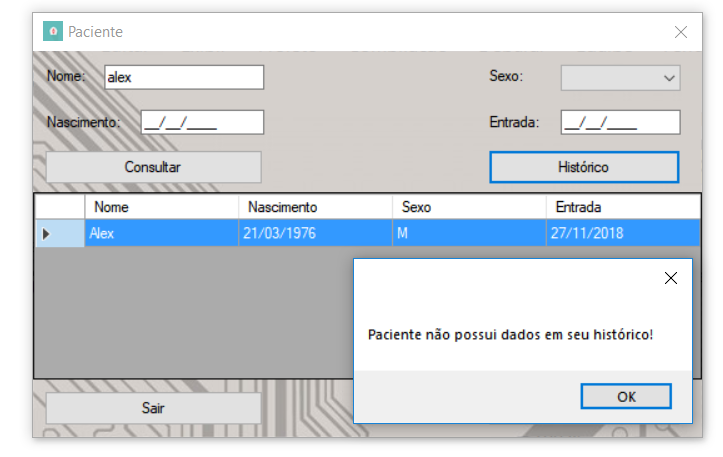 Paciente
Nome: alex Sexo:
Nascimento: __/__/____ Entrada: __/__/____
Consultar Histórico
Nome Nascimento Sexo Entrada
Alex 21/03/1976 M 27/11/2018
Paciente não possui dados em seu histórico!
OK
Sair